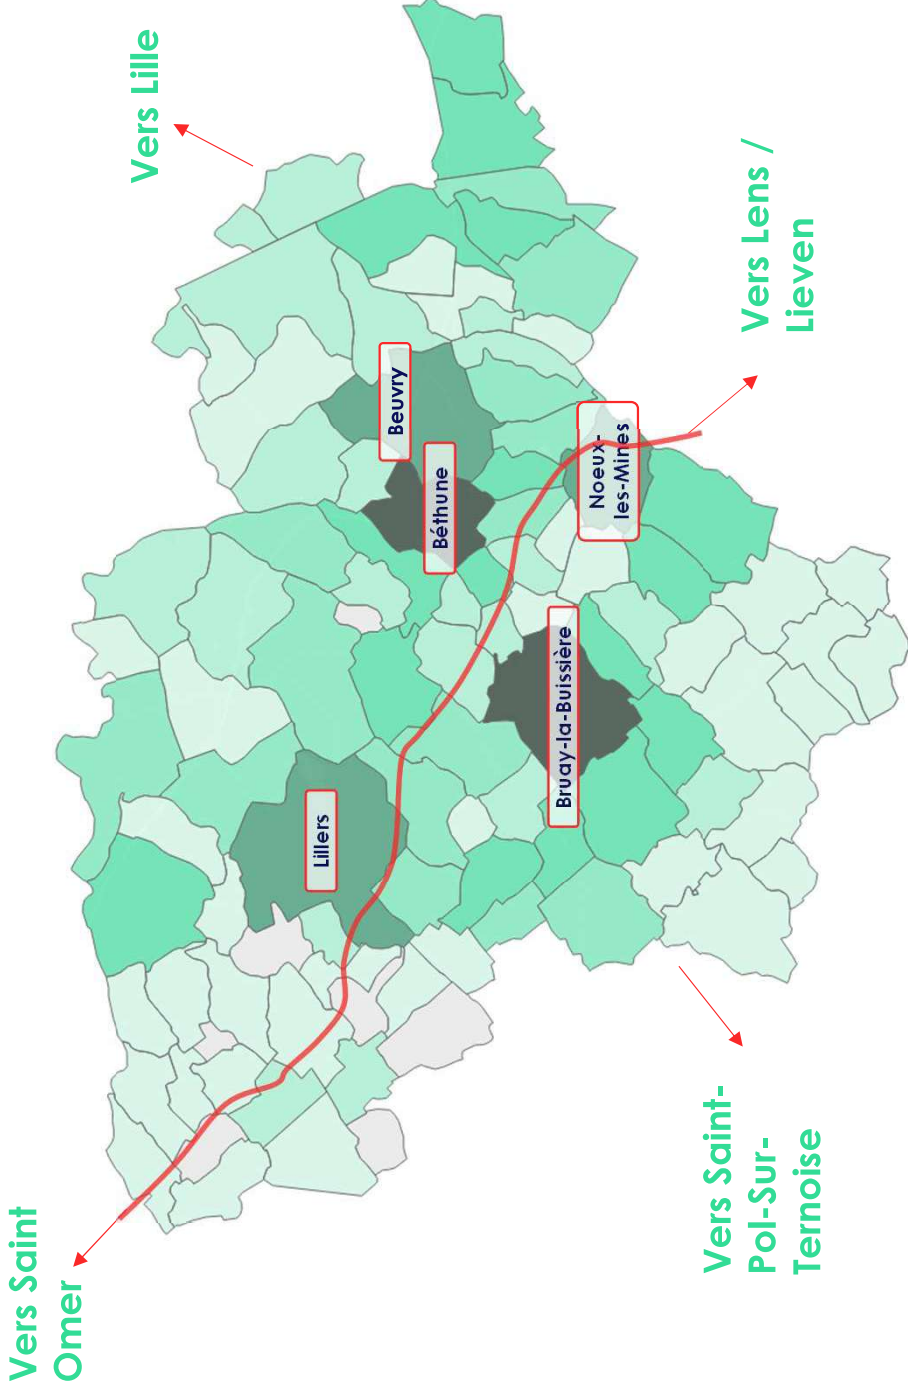 Vers Saint
Omer
Vers Lille
Lillers
Beuvry
Béthune
Bruay-la-Buissière
Noeux-
les-Mines
Vers Saint-
Pol-Sur-
Ternoise
Vers Lens /
Lieven